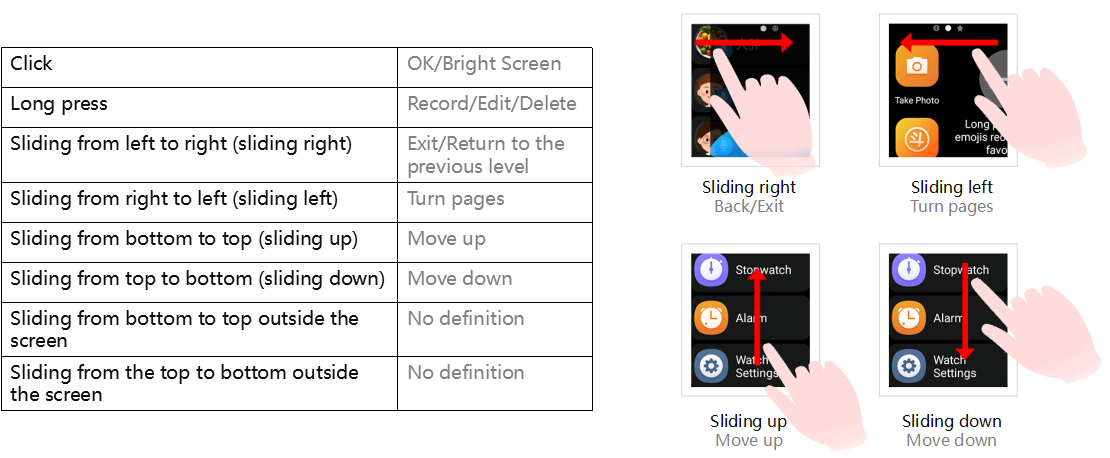 Click OK/Bright Screen
Long press Record/Edit/Delete
Sliding from left to right (sliding right) Exit/Return to the
previous level
Sliding from right to left (sliding left) Turn pages
Sliding from bottom to top (sliding up) Move up
Sliding from top to bottom (sliding down) Move down
Sliding from bottom to top outside the No definition
screen
Sliding from the top to bottom outside No definition
the screen
Take Photo
Long
emojis rec
favo
Sliding right
Back/Exit
Sliding left
Turn pages
Stopwatch
Alarm
Watch
Settings
Sliding up
Move up
Stopwatch
Alarm
Watch
Settings
Sliding down
Move down